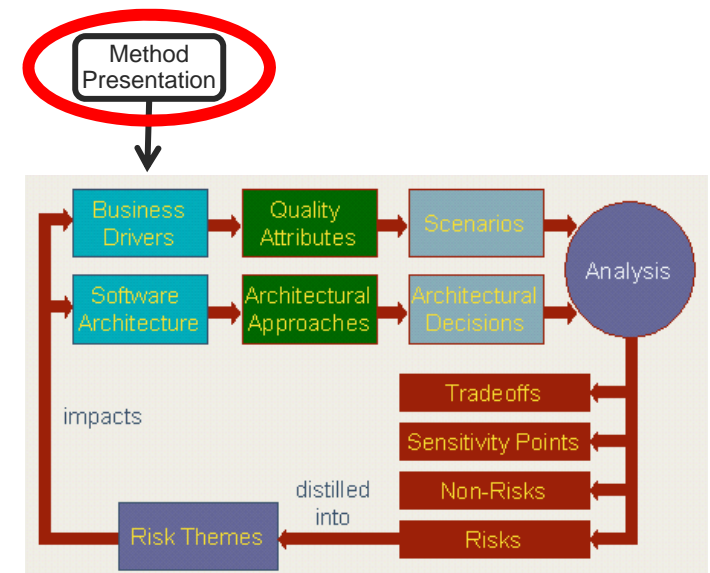 Method
Presentation
Business
Drivers
Quality
Attributes
Scenarios
Analysis
Software
Architecture
Architectural
Approaches
Architectural
Decisions
Tradeoffs
impacts
Sensitivity Points
Non-Risks
distilled
into
Risks
Risk Themes